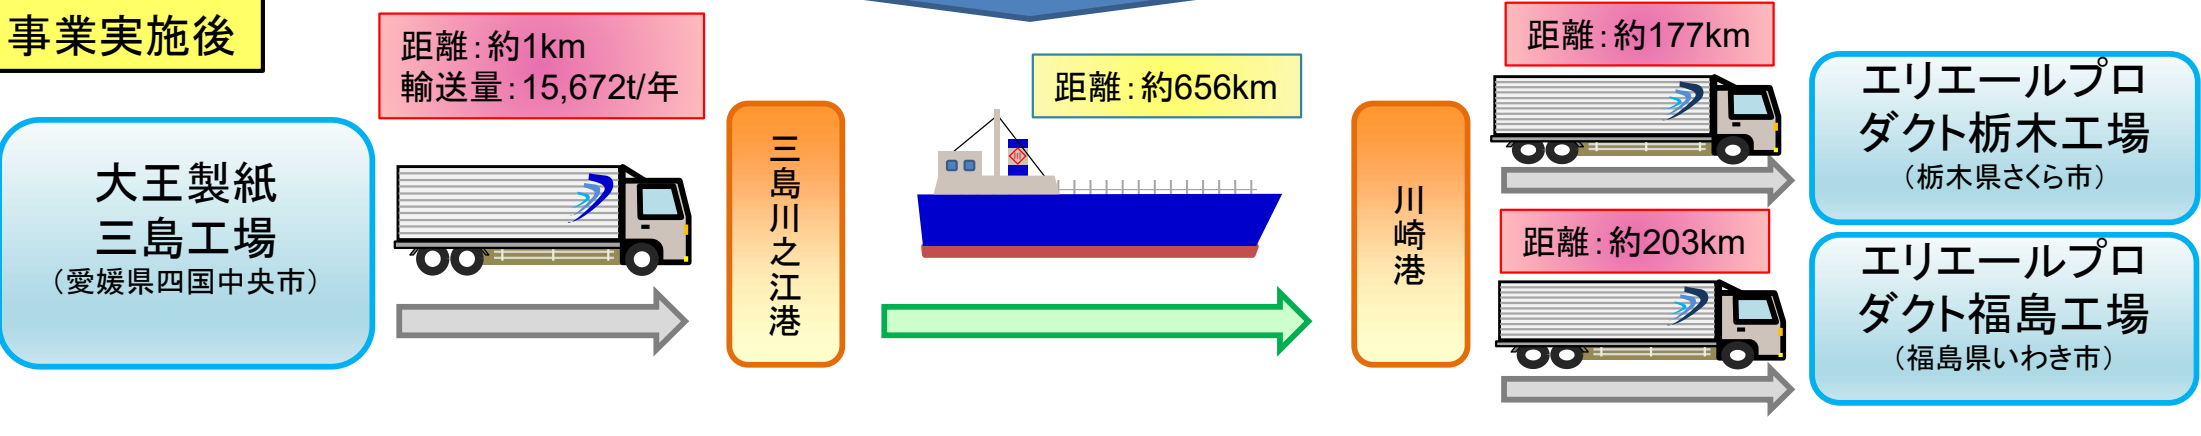 事業実施後
距離：約1km
輸送量：15,672t/年
大王製紙
三島工場
（愛媛県四国中央市）
三島川之江港
距離：約656km
川崎港
距離：約177km
エリエールプロ
ダクト栃木工場
（栃木県さくら市）
距離：約203km
エリエールプロ
ダクト福島工場
（福島県いわき市）